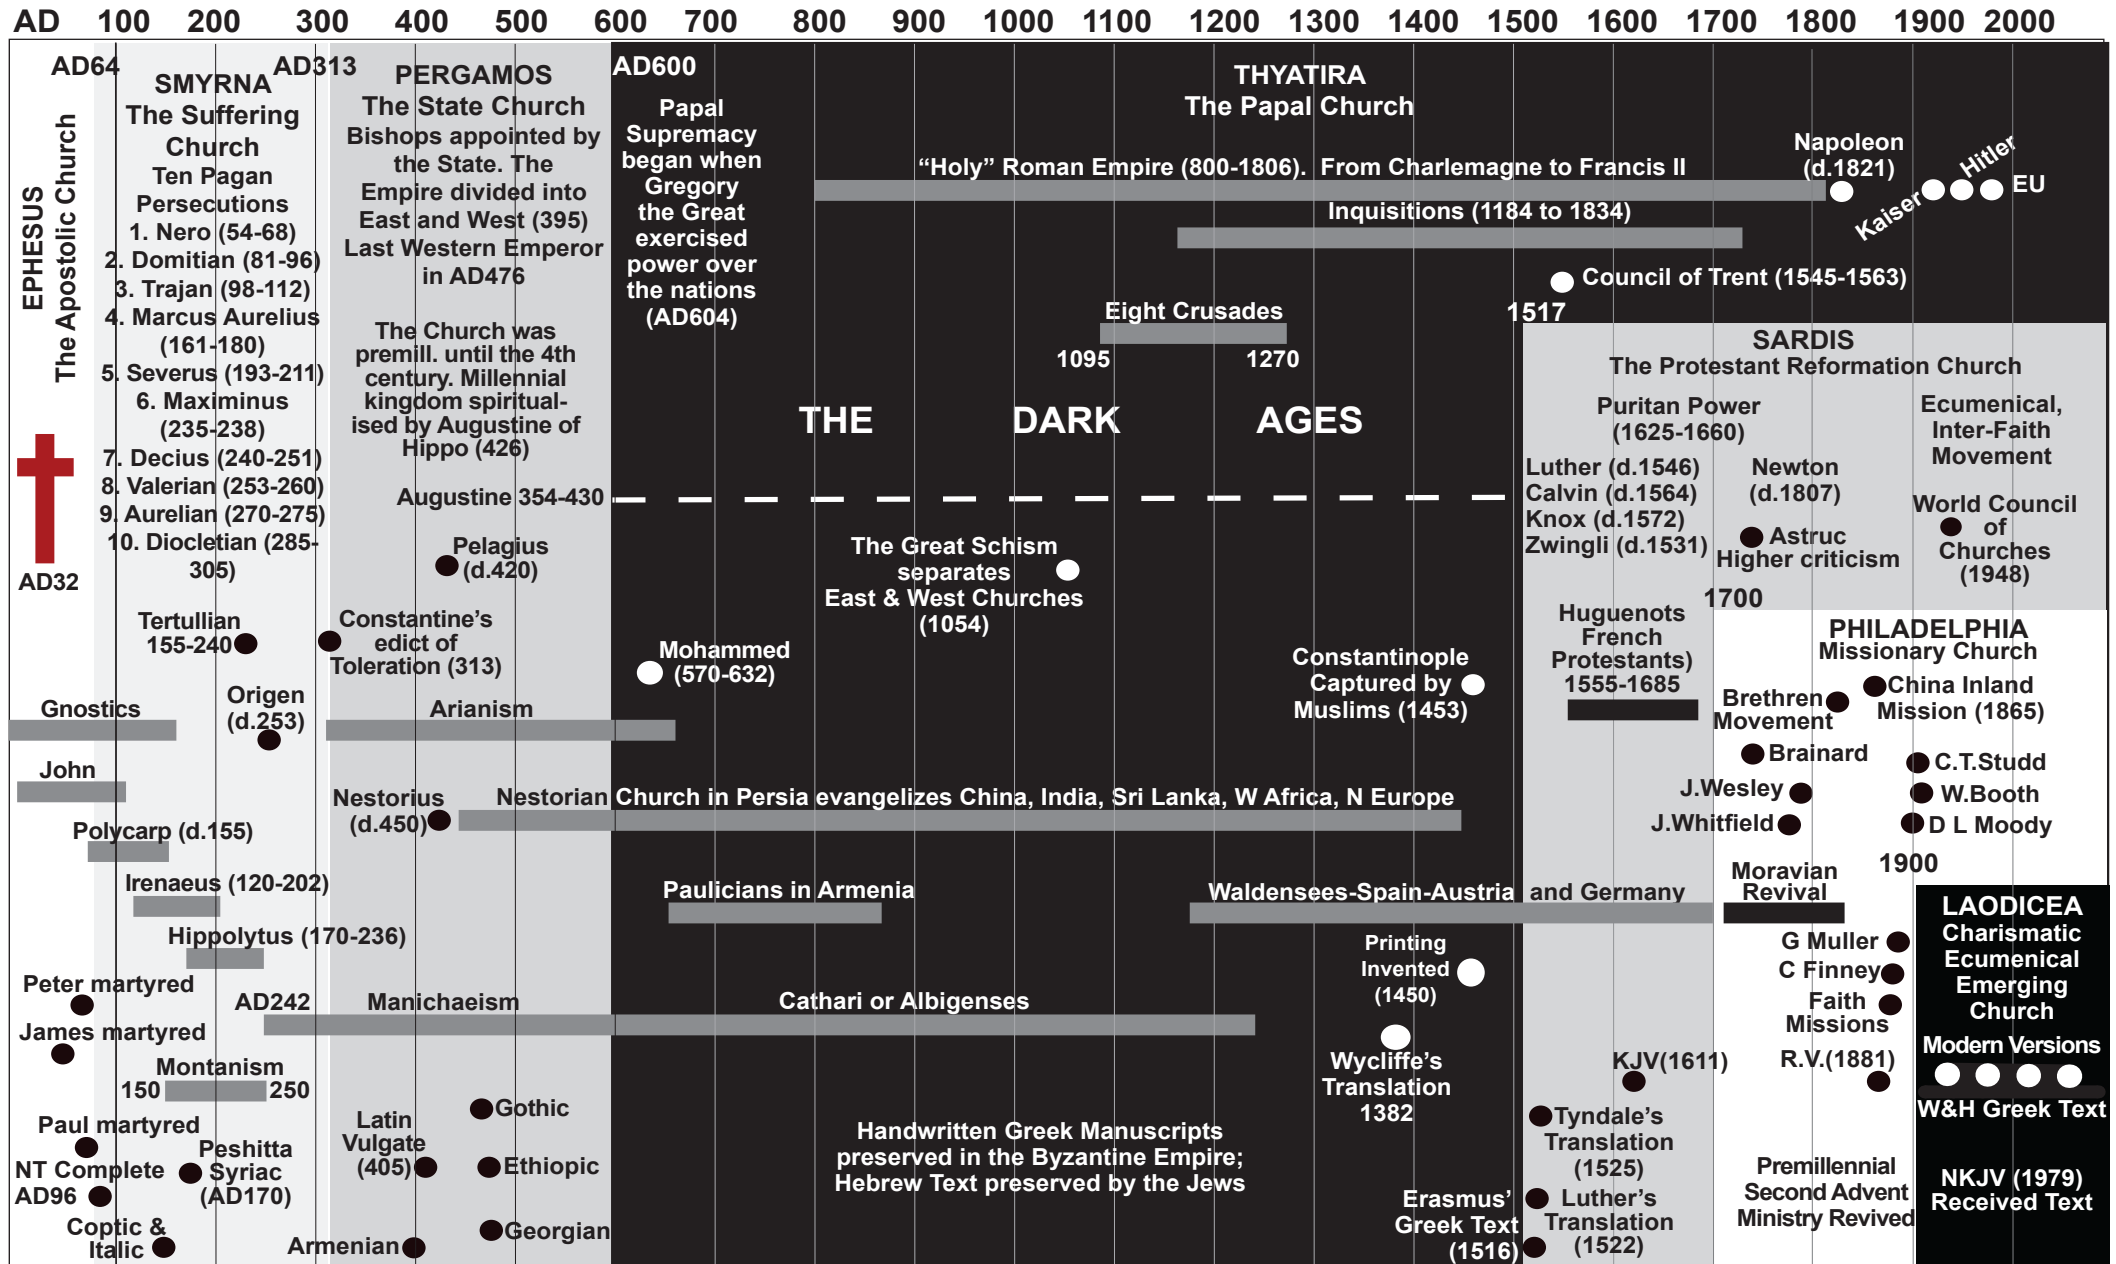 AD 100 200 300 400 500 600 700 800 900 1000 1100 1200 1300 1400 1500 1600 1700 1800 1900 2000
AD64
EPHESUS
The Apostolic Church
AD32
SMYRNA
The Suffering
Church
Ten Pagan
Persecutions
1. Nero (54-68)
2. Domitian (81-96)
3. Trajan (98-112)
4. Marcus Aurelius
(161-180)
5. Severus (193-211)
6. Maximinus
(235-238)
7. Decius (240-251)
8. Valerian (253-260)
9. Aurelian (270-275)
10. Diocletian (285-
305)
Tertullian
155-240
Origen
(d.253)
Gnostics
John
Polycarp (d.155)
Irenaeus (120-202)
Hippolytus (170-236)
Peter martyred
James martyred
Montanism
150
250
Paul martyred
NT Complete
AD96
Peshitta
Syriac
(AD170)
Coptic &
Italic
AD313
PERGAMOS
The State Church
Bishops appointed by
the State. The
Empire divided into
East and West (395)
Last Western Emperor
in AD476
The Church was
premill. until the 4th
century. Millennial
kingdom spiritual-
ised by Augustine of
Hippo (426)
Augustine 354-430
Pelagius
(d.420)
Constantine’s
edict of
Toleration (313)
Arianism
Nestorius
(d.450)
Nestorian Church in Persia evangelizes China, India, Sri Lanka, W Africa, N Europe
AD242
Manichaeism
Cathari or Albigenses
Latin
Vulgate
(405)
Gothic
Ethiopic
Georgian
Armenian
AD600
Papal
Supremacy
began when
Gregory
the Great
exercised
power over
the nations
(AD604)
THYATIRA
The Papal Church
“Holy” Roman Empire (800-1806). From Charlemagne to Francis II
Napoleon
(d.1821)
Kaiser
Hitler
EU
Inquisitions (1184 to 1834)
Council of Trent (1545-1563)
Eight Crusades
1095
1270
THE DARK AGES
The Great Schism
separates
East & West Churches
(1054)
Mohammed
(570-632)
Constantinople
Captured by
Muslims (1453)
Paulicians in Armenia
Waldensees-Spain-Austria and Germany
Printing
Invented
(1450)
Wycliffe’s
Translation
1382
Handwritten Greek Manuscripts
preserved in the Byzantine Empire;
Hebrew Text preserved by the Jews
Erasmus’
Greek Text
(1516)
1517
SARDIS
The Protestant Reformation Church
Puritan Power
(1625-1660)
Luther (d.1546)
Calvin (d.1564)
Knox (d.1572)
Zwingli (d.1531)
Newton
(d.1807)
Astruc
Higher criticism
Ecumenical,
Inter-Faith
Movement
World Council
of
Churches
(1948)
Huguenots
French
Protestants)
1555-1685
KJV(1611)
Tyndale’s
Translation
(1525)
Luther’s
Translation
(1522)
1700
PHILADELPHIA
Missionary Church
Brethren
Movement
China Inland
Mission (1865)
Brainard
J.Wesley
J.Whitfield
C.T.Studd
W.Booth
D L Moody
Moravian
Revival
G Muller
C Finney
Faith
Missions
R.V.(1881)
Premillennial
Second Advent
Ministry Revived
1900
LAODICEA
Charismatic
Ecumenical
Emerging
Church
Modern Versions
W&H Greek Text
NKJV (1979)
Received Text